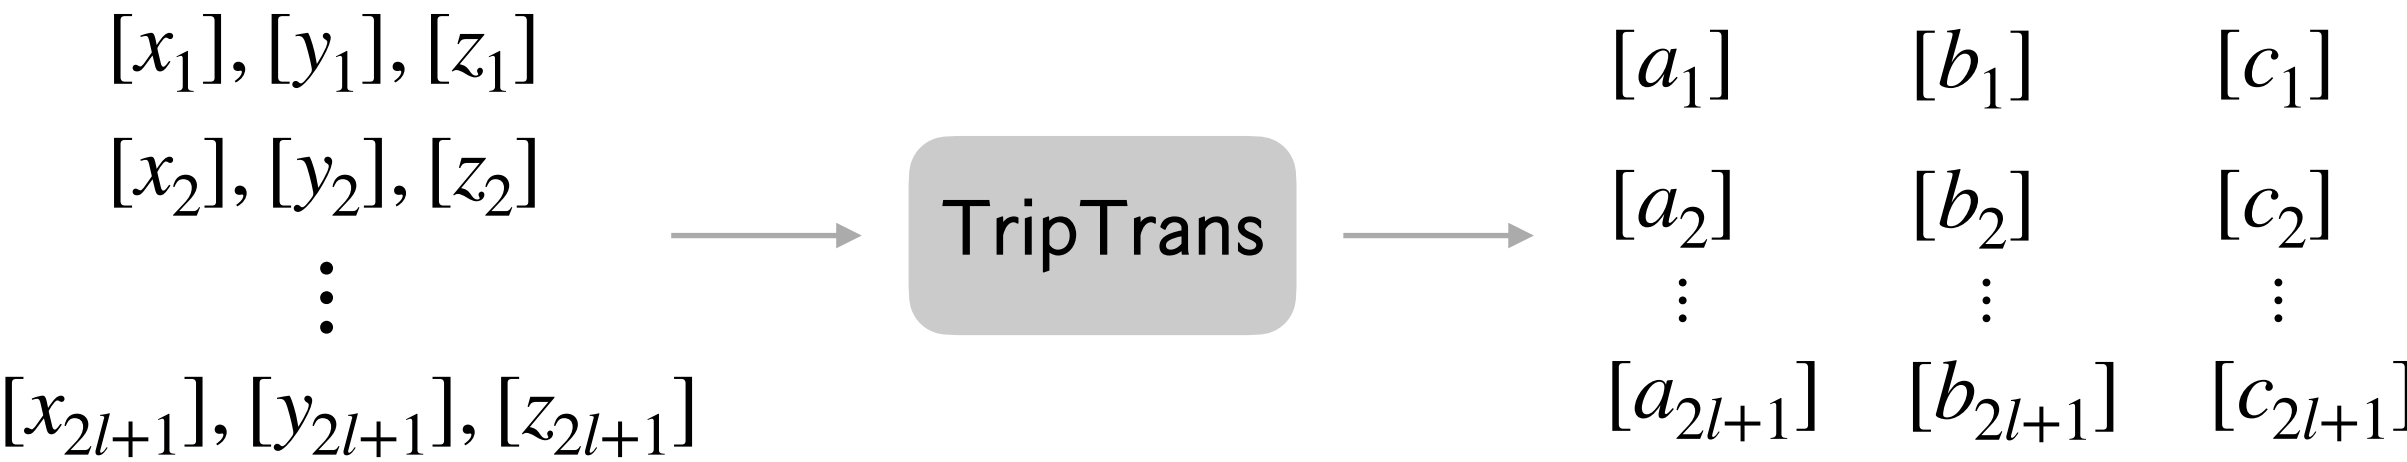 [x₁], [y₁], [z₁]
[x₂], [y₂], [z₂]
⋮
[x₂ₗ₊₁], [y₂ₗ₊₁], [z₂ₗ₊₁]
TripTrans
[a₁] [b₁] [c₁]
[a₂] [b₂] [c₂]
⋮ ⋮ ⋮
[a₂ₗ₊₁] [b₂ₗ₊₁] [c₂ₗ₊₁]